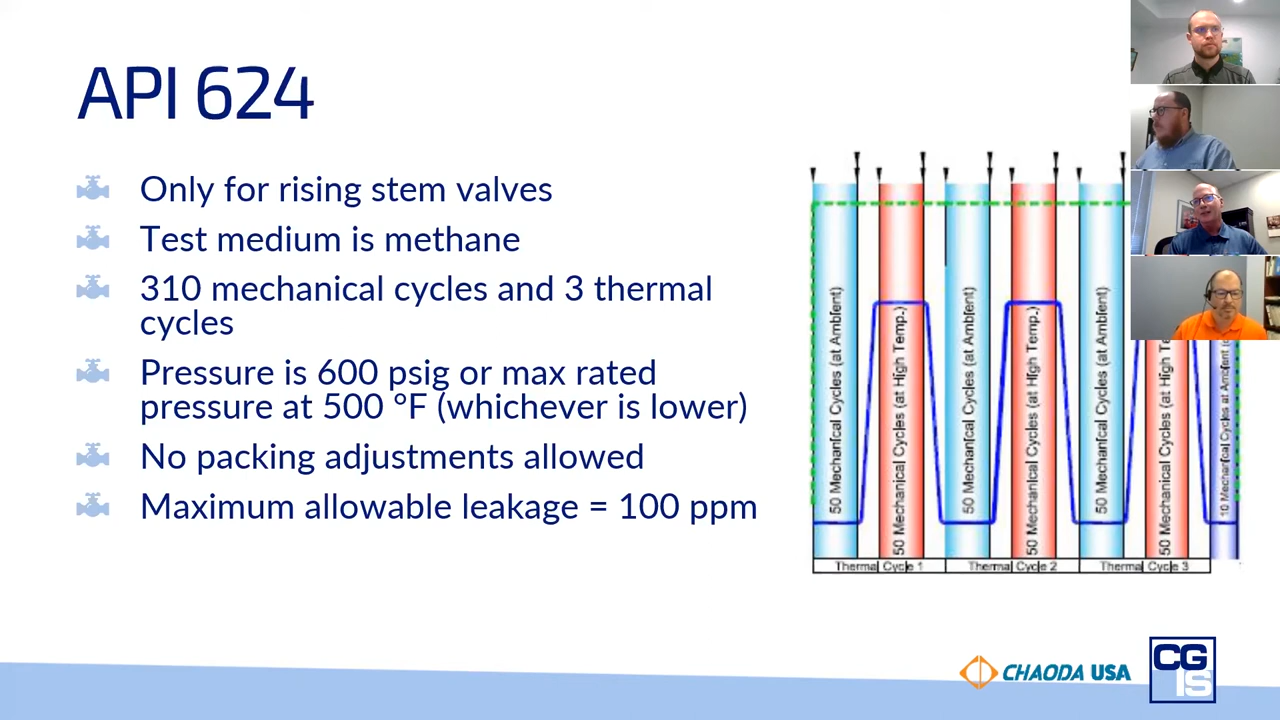 API 624
Only for rising stem valves
Test medium is methane
310 mechanical cycles and 3 thermal
cycles
Pressure is 600 psig or max rated
pressure at 500 °F (whichever is lower)
No packing adjustments allowed
Maximum allowable leakage = 100 ppm
50 Mechanical Cycles (at Ambient)
50 Mechanical Cycles (at High Temp.)
50 Mechanical Cycles (at Ambient)
50 Mechanical Cycles (at High Temp.)
50 Mechanical Cycles (at Ambient)
50 Mechanical Cycles (at High
10 Mechanical Cycles at Ambient
Thermal Cycle 1
Thermal Cycle 2
Thermal Cycle 3
CHAODA USA
CG
IS